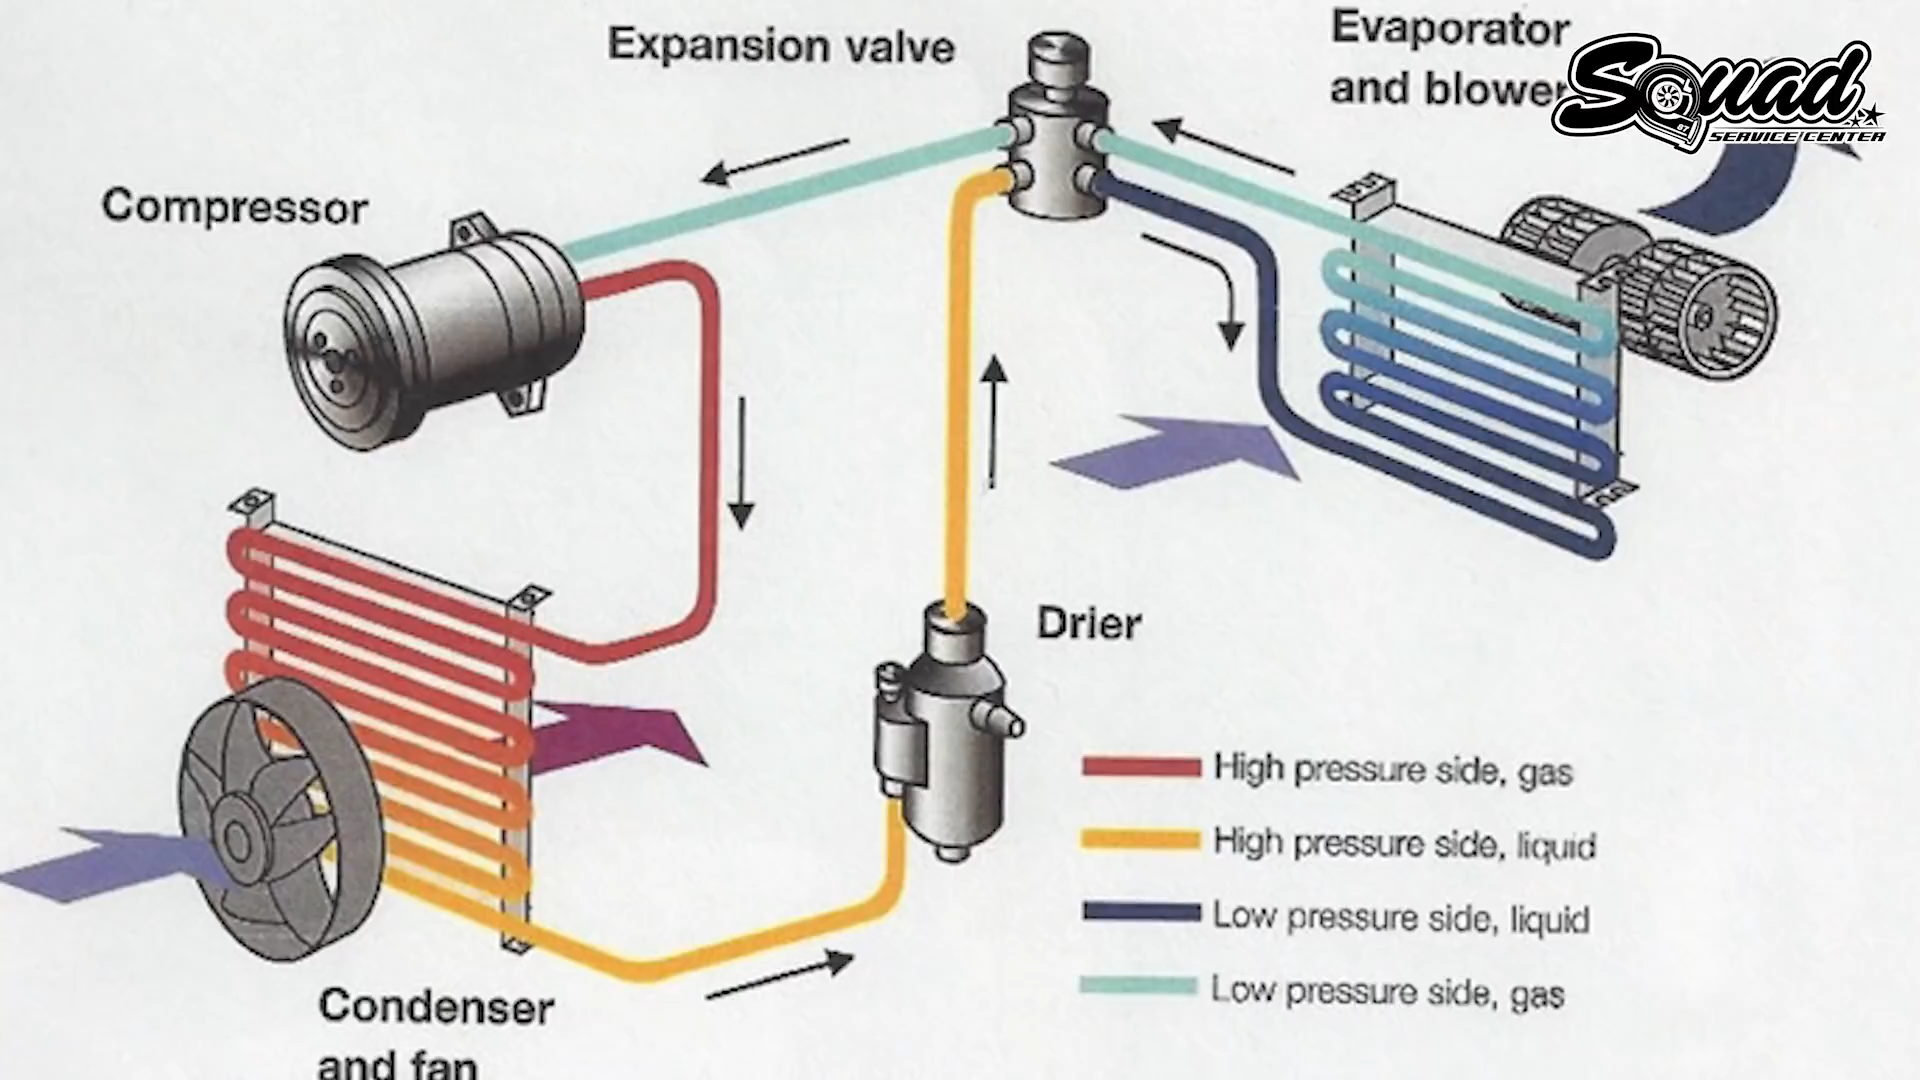 Expansion valve
Evaporator
and blower
Squad
SERVICE CENTER
Compressor
Drier
High pressure side, gas
High pressure side, liquid
Low pressure side, liquid
Low pressure side, gas
Condenser
and fan